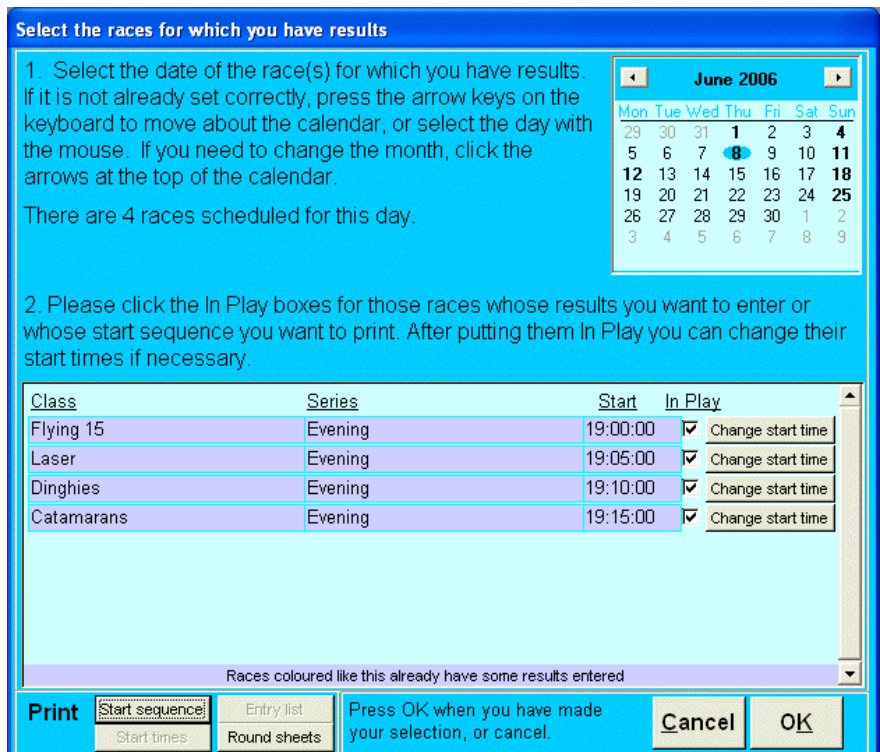 Select the races for which you have results
1. Select the date of the race(s) for which you have results.
If it is not already set correctly, press the arrow keys on the
keyboard to move about the calendar, or select the day with
the mouse. If you need to change the month, click the
arrows at the top of the calendar.
There are 4 races scheduled for this day.
June 2006
Mon Tue Wed Thu Fri Sat Sun
29 30 31 1 2 3 4
5 6 7 8 9 10 11
12 13 14 15 16 17 18
19 20 21 22 23 24 25
26 27 28 29 30 1 2
3 4 5 6 7 8 9
2. Please click the In Play boxes for those races whose results you want to enter or
whose start sequence you want to print. After putting them In Play you can change their
start times if necessary.
Class Series Start In Play
Flying 15 Evening 19:00:00 Change start time
Laser Evening 19:05:00 Change start time
Dinghies Evening 19:10:00 Change start time
Catamarans Evening 19:15:00 Change start time
Races coloured like this already have some results entered
Print Start sequence Entry list
Start times Round sheets
Press OK when you have made
your selection, or cancel.
Cancel OK